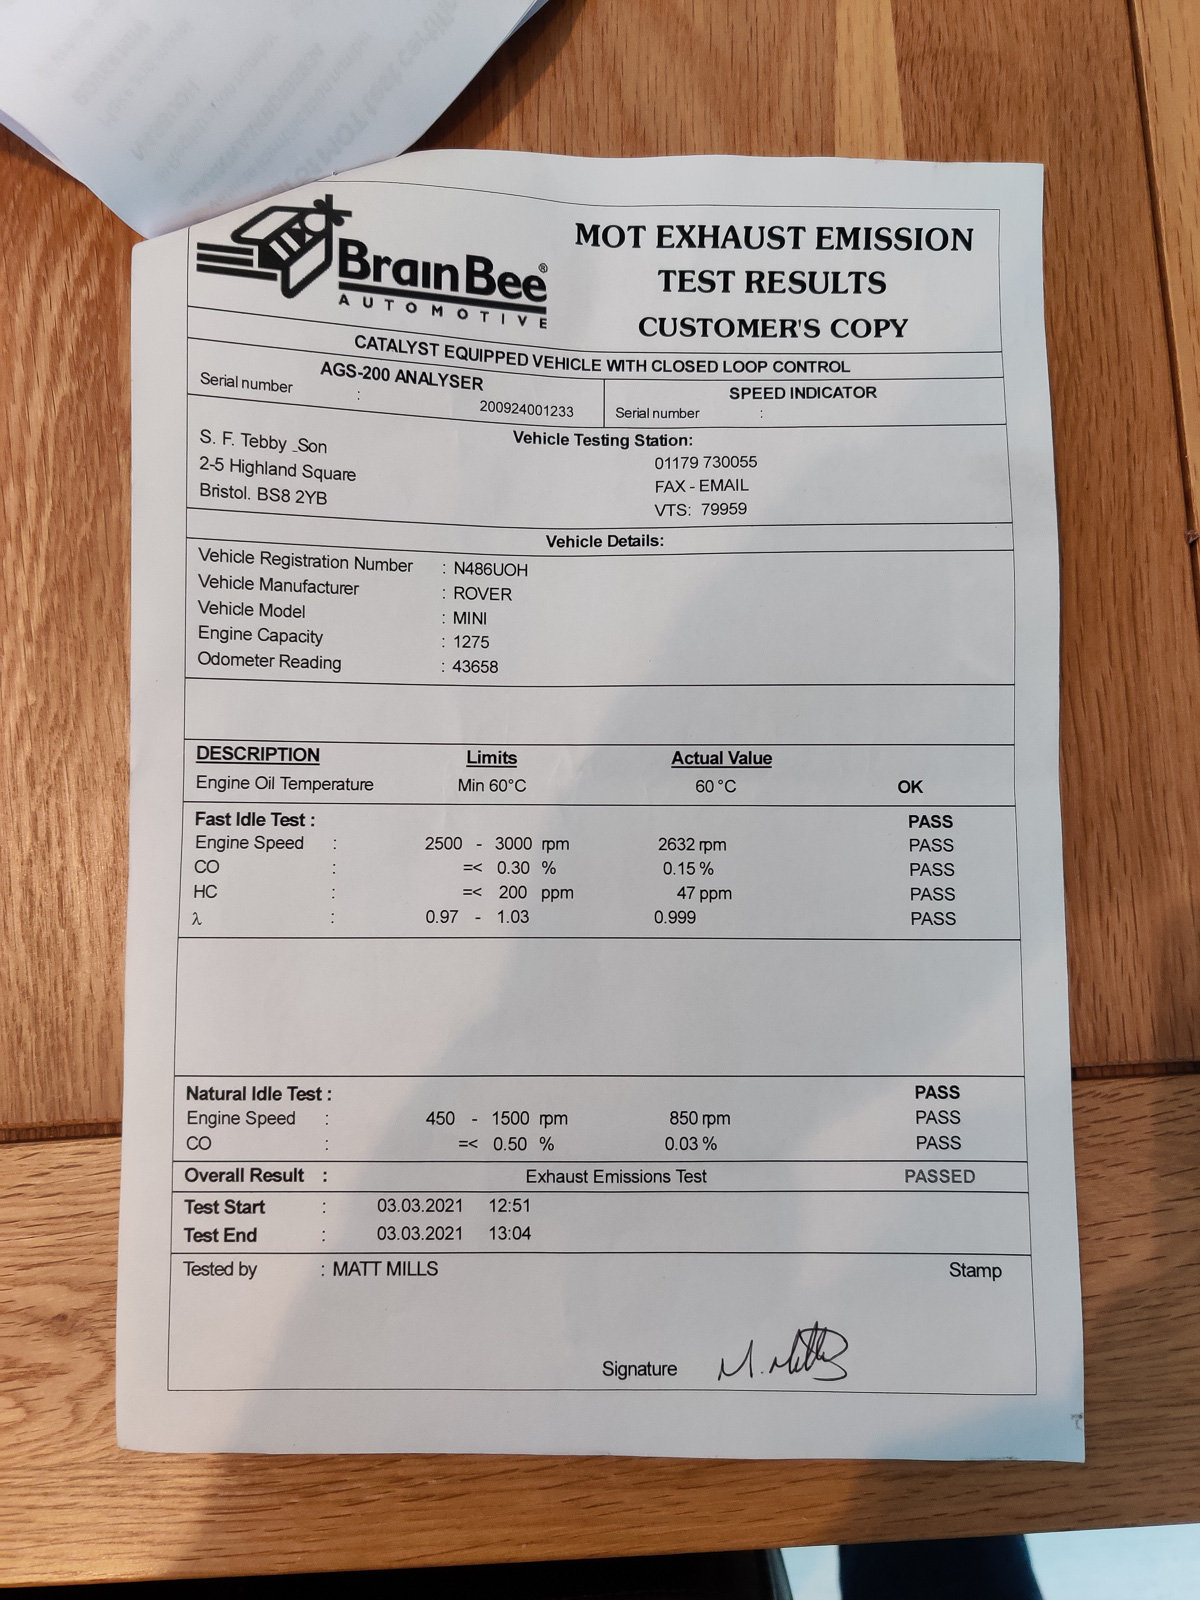 BrainBee®
AUTOMOTIVE
MOT EXHAUST EMISSION
TEST RESULTS
CUSTOMER'S COPY
CATALYST EQUIPPED VEHICLE WITH CLOSED LOOP CONTROL
AGS-200 ANALYSER
Serial number : 200924001233
SPEED INDICATOR
Serial number :
Vehicle Testing Station:
S. F. Tebby _Son 01179 730055
2-5 Highland Square FAX - EMAIL
Bristol. BS8 2YB VTS: 79959
Vehicle Details:
Vehicle Registration Number : N486UOH
Vehicle Manufacturer : ROVER
Vehicle Model : MINI
Engine Capacity : 1275
Odometer Reading : 43658
DESCRIPTION Limits Actual Value
Engine Oil Temperature Min 60°C 60 °C OK
Fast Idle Test : PASS
Engine Speed : 2500 - 3000 rpm 2632 rpm PASS
CO : =< 0.30 % 0.15 % PASS
HC : =< 200 ppm 47 ppm PASS
λ : 0.97 - 1.03 0.999 PASS
Natural Idle Test : PASS
Engine Speed : 450 - 1500 rpm 850 rpm PASS
CO : =< 0.50 % 0.03 % PASS
Overall Result : Exhaust Emissions Test PASSED
Test Start : 03.03.2021 12:51
Test End : 03.03.2021 13:04
Tested by : MATT MILLS Stamp
Signature M. Mills